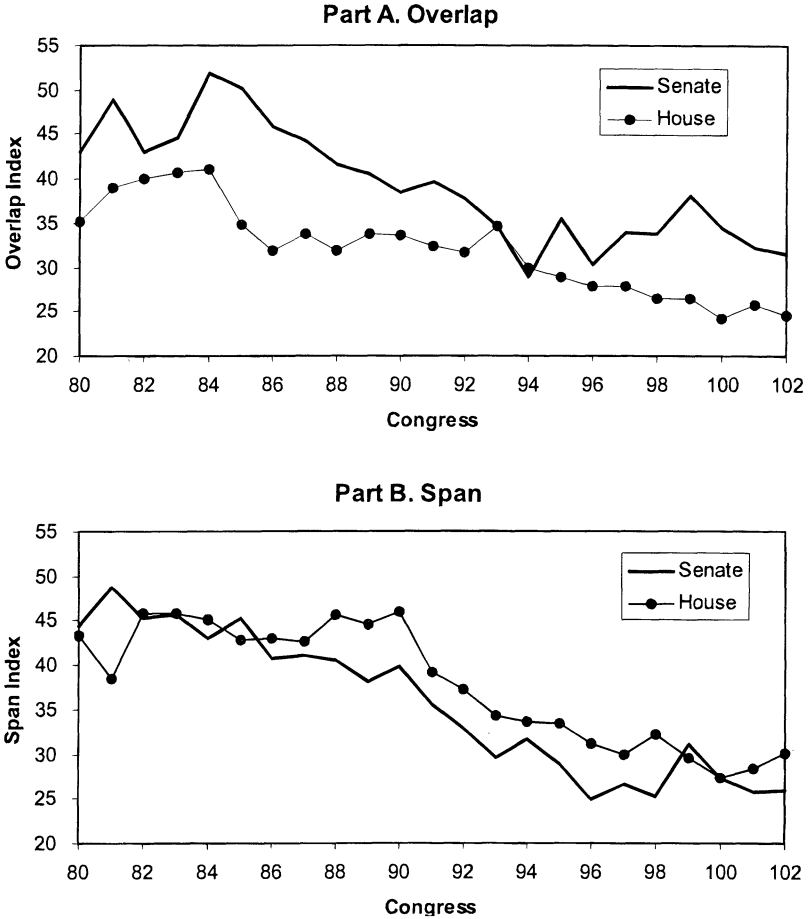 Part A. Overlap
55
50
45
40
35
30
25
20
Overlap Index
Senate
House
80 82 84 86 88 90 92 94 96 98 100 102
Congress
Part B. Span
55
50
45
40
35
30
25
20
Span Index
Senate
House
80 82 84 86 88 90 92 94 96 98 100 102
Congress